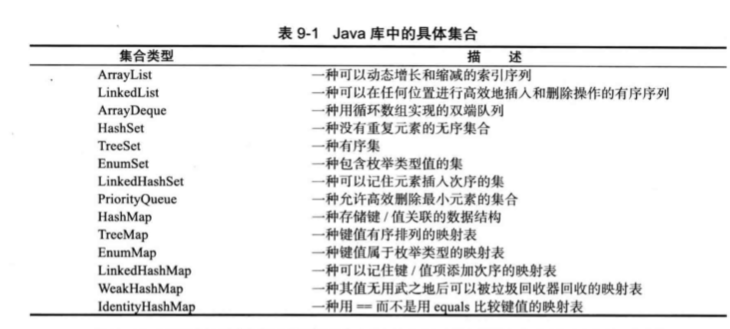 表 9-1 Java 库中的具体集合
集合类型 描 述
ArrayList 一种可以动态增长和缩减的索引序列
LinkedList 一种可以在任何位置进行高效地插入和删除操作的有序序列
ArrayDeque 一种用循环数组实现的双端队列
HashSet 一种没有重复元素的无序集合
TreeSet 一种有序集
EnumSet 一种包含枚举类型值的集
LinkedHashSet 一种可以记住元素插入次序的集
PriorityQueue 一种允许高效删除最小元素的集合
HashMap 一种存储键 / 值关联的数据结构
TreeMap 一种键值有序排列的映射表
EnumMap 一种键值属于枚举类型的映射表
LinkedHashMap 一种可以记住键 / 值项添加次序的映射表
WeakHashMap 一种其值无用武之地后可以被垃圾回收器回收的映射表
IdentityHashMap 一种用 == 而不是用 equals 比较键值的映射表